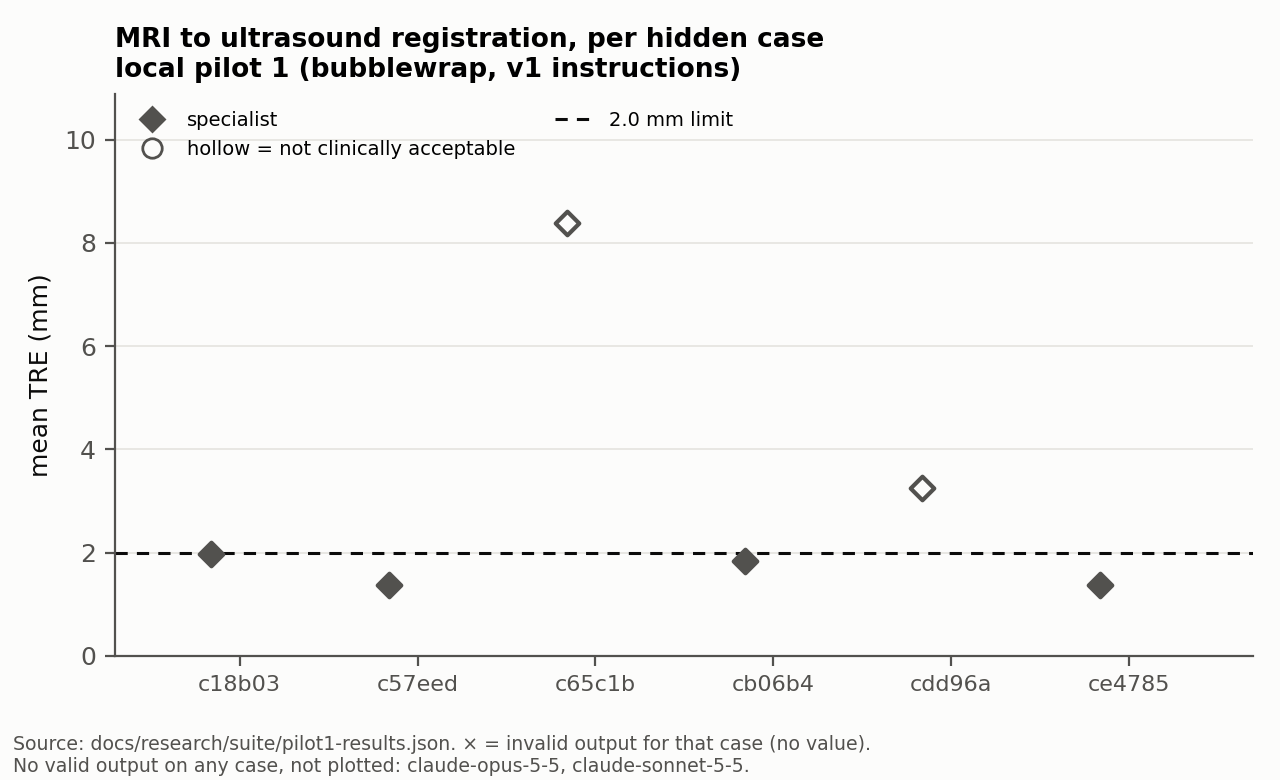 MRI to ultrasound registration, per hidden case
local pilot 1 (bubblewrap, v1 instructions)
specialist
2.0 mm limit
hollow = not clinically acceptable
mean TRE (mm)
10
8
6
4
2
0
c18b03
c57eed
c65c1b
cb06b4
cdd96a
ce4785
Source: docs/research/suite/pilot1-results.json. × = invalid output for that case (no value).
No valid output on any case, not plotted: claude-opus-5-5, claude-sonnet-5-5.